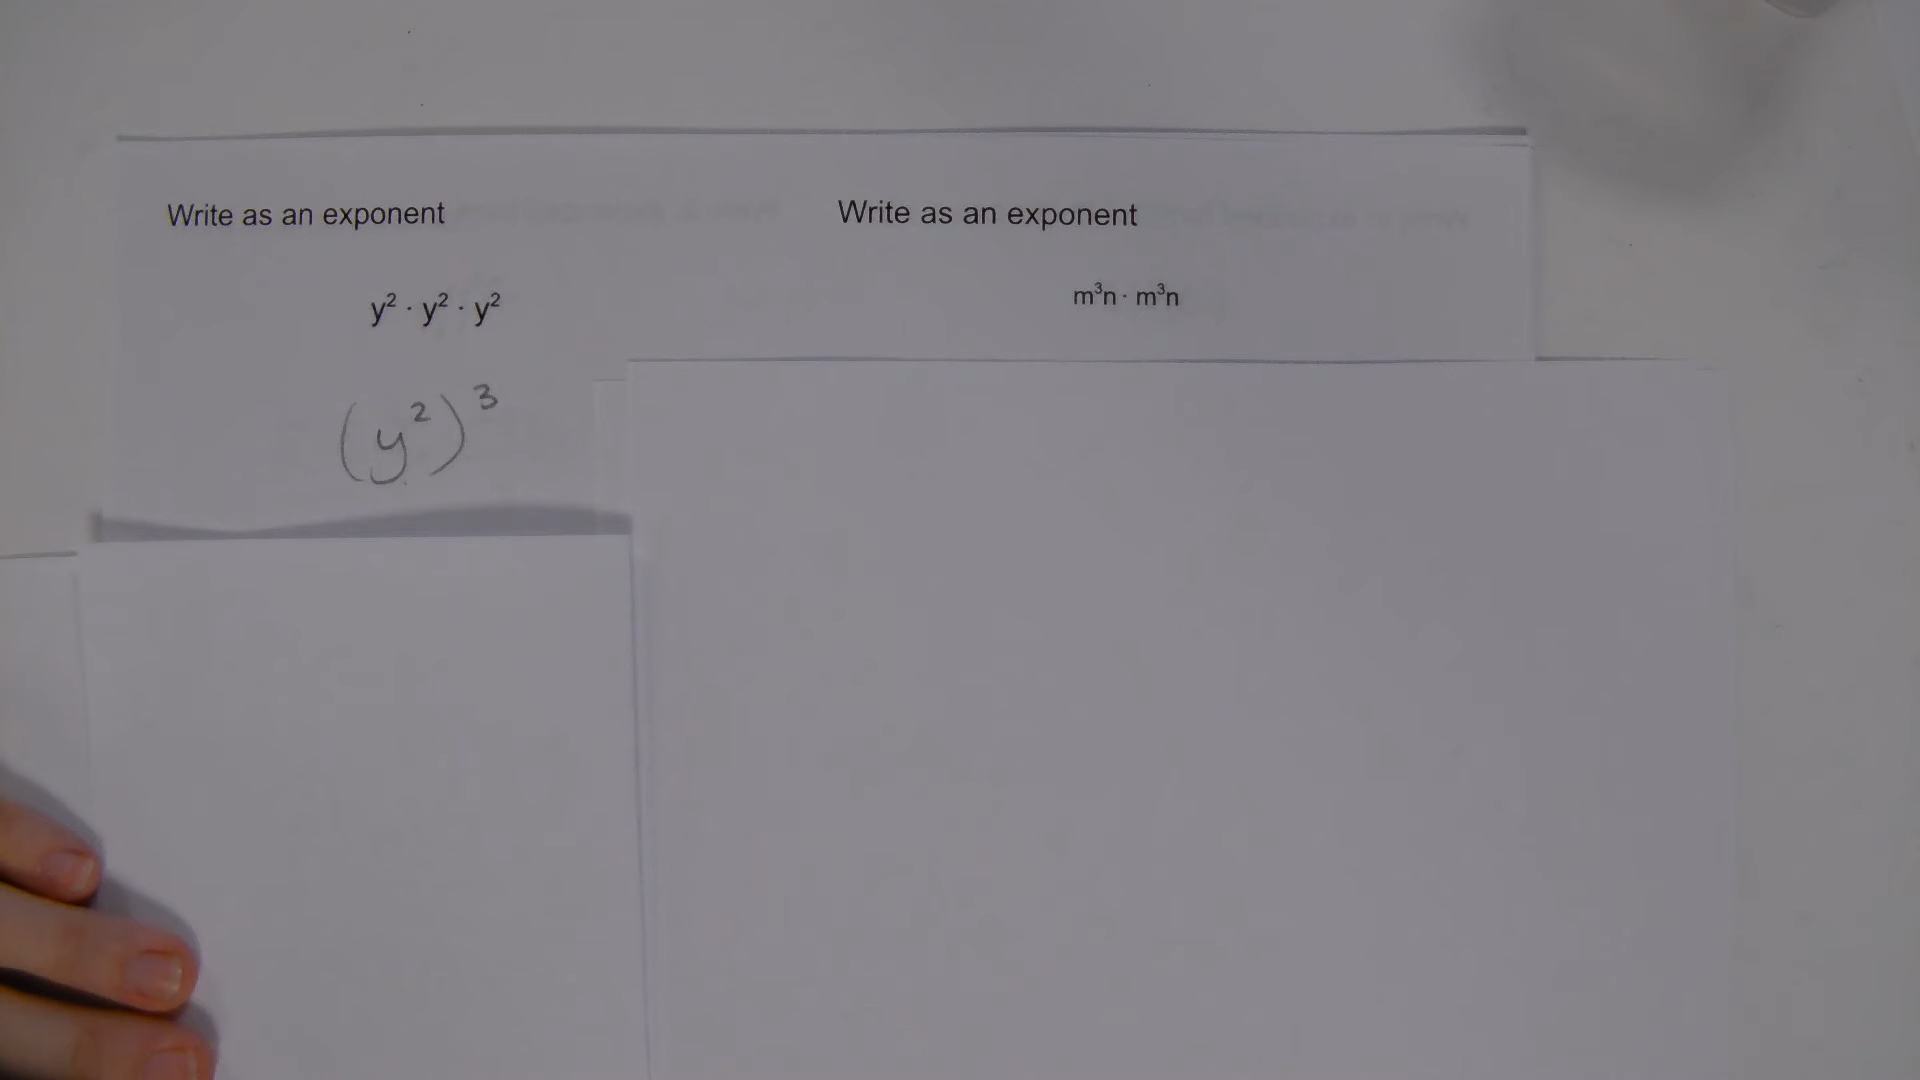 Write as an exponent
y² · y² · y²
(y²)³
Write as an exponent
m³n · m³n